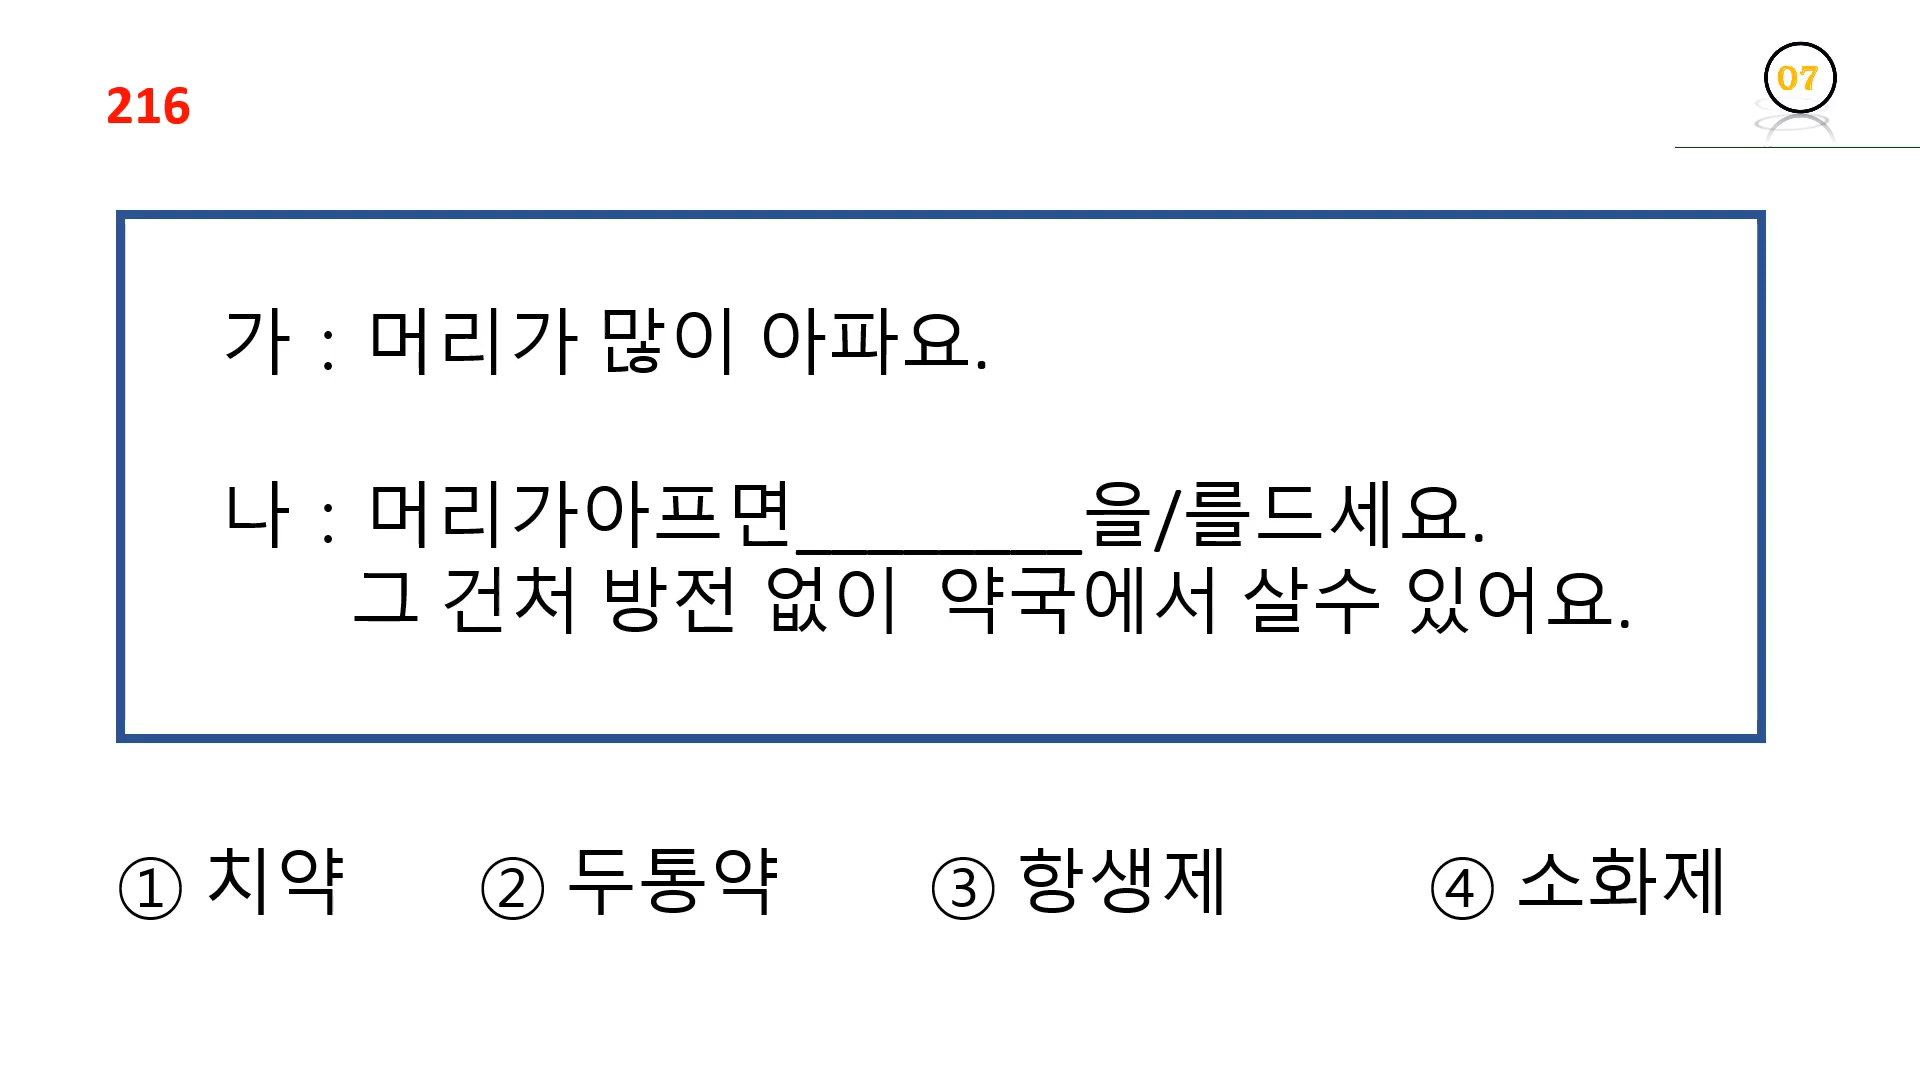 216
07
가 : 머리가 많이 아파요.
나 : 머리가아프면________을/를드세요.
그 건처 방전 없이 약국에서 살수 있어요.
① 치약 ② 두통약 ③ 항생제 ④ 소화제